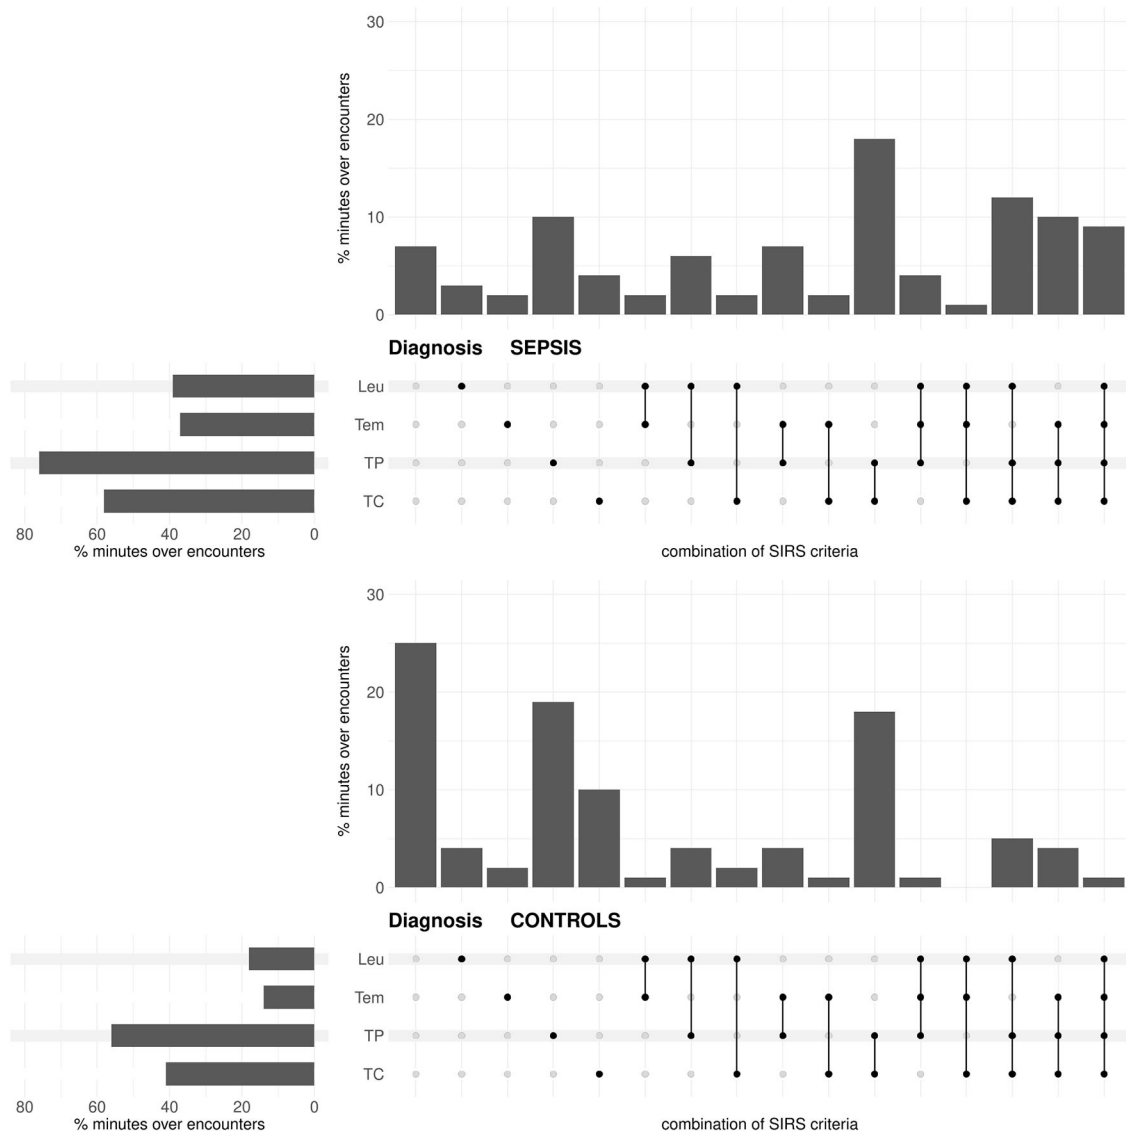 30
20
10
0
% minutes over encounters
Diagnosis SEPSIS
Leu
Tem
TP
TC
80 60 40 20 0
% minutes over encounters
combination of SIRS criteria
30
20
10
0
% minutes over encounters
Diagnosis CONTROLS
Leu
Tem
TP
TC
80 60 40 20 0
% minutes over encounters
combination of SIRS criteria